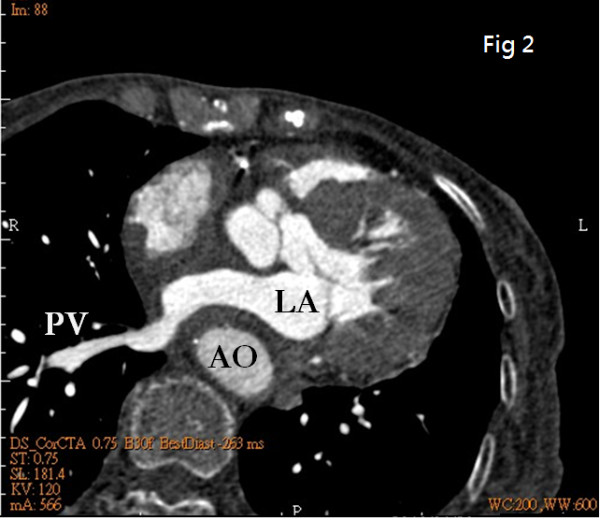 Im: 88
Fig 2
R
L
LA
PV
AO
DS_CorCTA 0.75 B30f BestDiast -263 ms
ST: 0.75
SL: 181.4
KV: 120
mA: 566
WC:200, WW:600
P